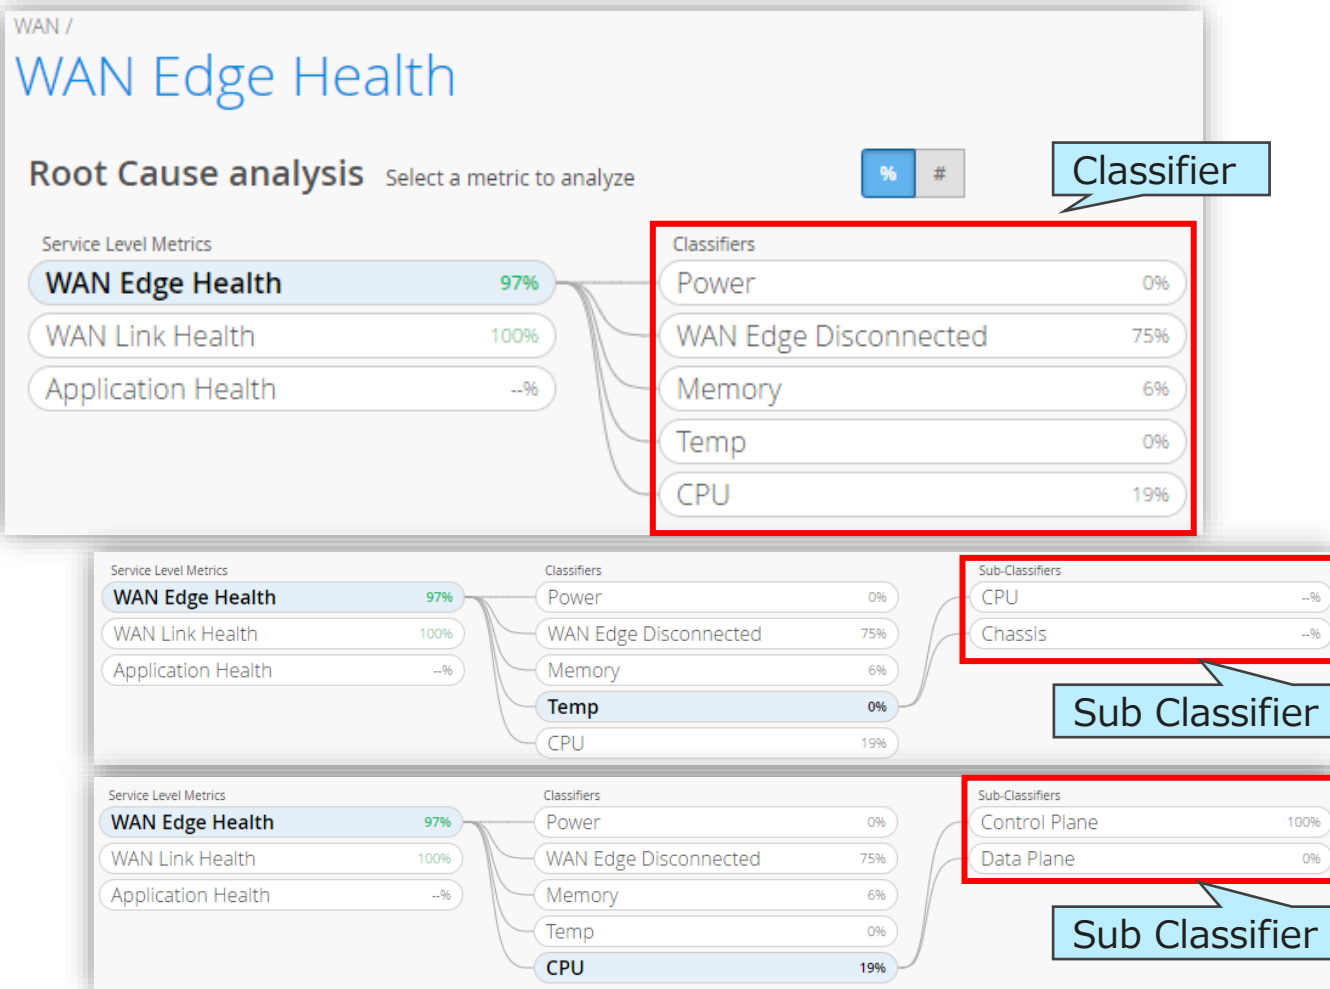 WAN /
WAN Edge Health
Root Cause analysis Select a metric to analyze % #
Classifier
Service Level Metrics Classifiers
WAN Edge Health 97% Power 0%
WAN Link Health 100% WAN Edge Disconnected 75%
Application Health --% Memory 6%
Temp 0%
CPU 19%
Service Level Metrics Classifiers Sub-Classifiers
WAN Edge Health 97% Power 0% CPU --%
WAN Link Health 100% WAN Edge Disconnected 75% Chassis --%
Application Health --% Memory 6%
Temp 0%
Sub Classifier
CPU 19%
Service Level Metrics Classifiers Sub-Classifiers
WAN Edge Health 97% Power 0% Control Plane 100%
WAN Link Health 100% WAN Edge Disconnected 75% Data Plane 0%
Application Health --% Memory 6%
Temp 0%
Sub Classifier
CPU 19%